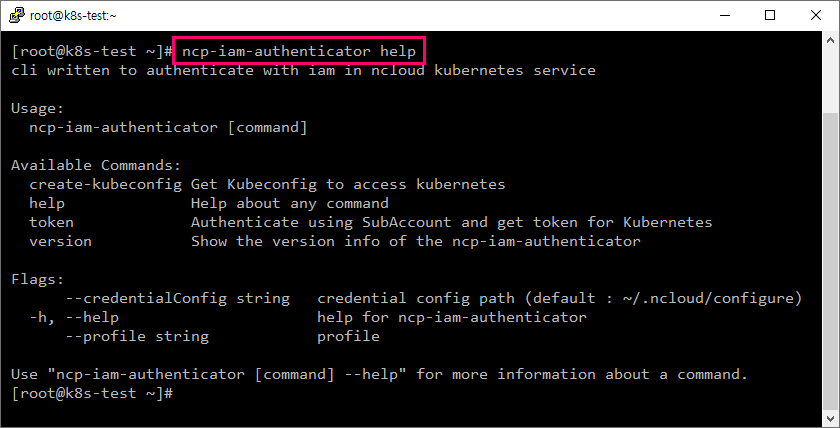 root@k8s-test:~
[root@k8s-test ~]# ncp-iam-authenticator help
cli written to authenticate with iam in ncloud kubernetes service
Usage:
  ncp-iam-authenticator [command]
Available Commands:
  create-kubeconfig Get Kubeconfig to access kubernetes
  help              Help about any command
  token             Authenticate using SubAccount and get token for Kubernetes
  version           Show the version info of the ncp-iam-authenticator
Flags:
      --credentialConfig string   credential config path (default : ~/.ncloud/configure)
  -h, --help                      help for ncp-iam-authenticator
      --profile string            profile
Use "ncp-iam-authenticator [command] --help" for more information about a command.
[root@k8s-test ~]#